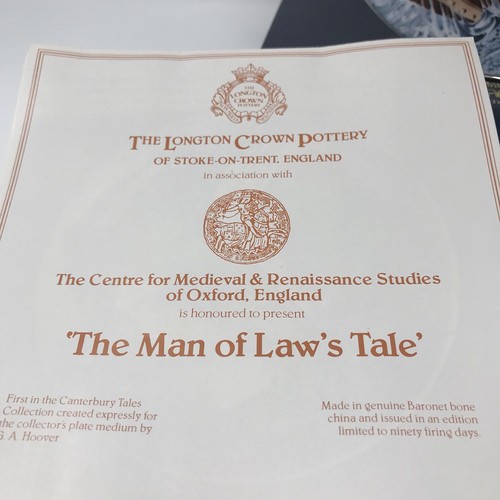 THE
LONGTON
CROWN
POTTERY
THE LONGTON CROWN POTTERY
OF STOKE-ON-TRENT, ENGLAND
in association with
The Centre for Medieval & Renaissance Studies
of Oxford, England
is honoured to present
'The Man of Law's Tale'
First in the Canterbury Tales
Collection created expressly for
the collector's plate medium by
G. A. Hoover
Made in genuine Baronet bone
china and issued in an edition
limited to ninety firing days.